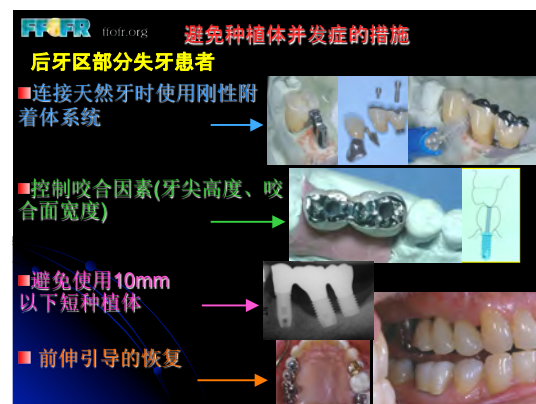 FFOFR ffofr.org
避免种植体并发症的措施
后牙区部分失牙患者
连接天然牙时使用刚性附
着体系统
控制咬合因素(牙尖高度、咬
合面宽度)
避免使用10mm
以下短种植体
前伸引导的恢复